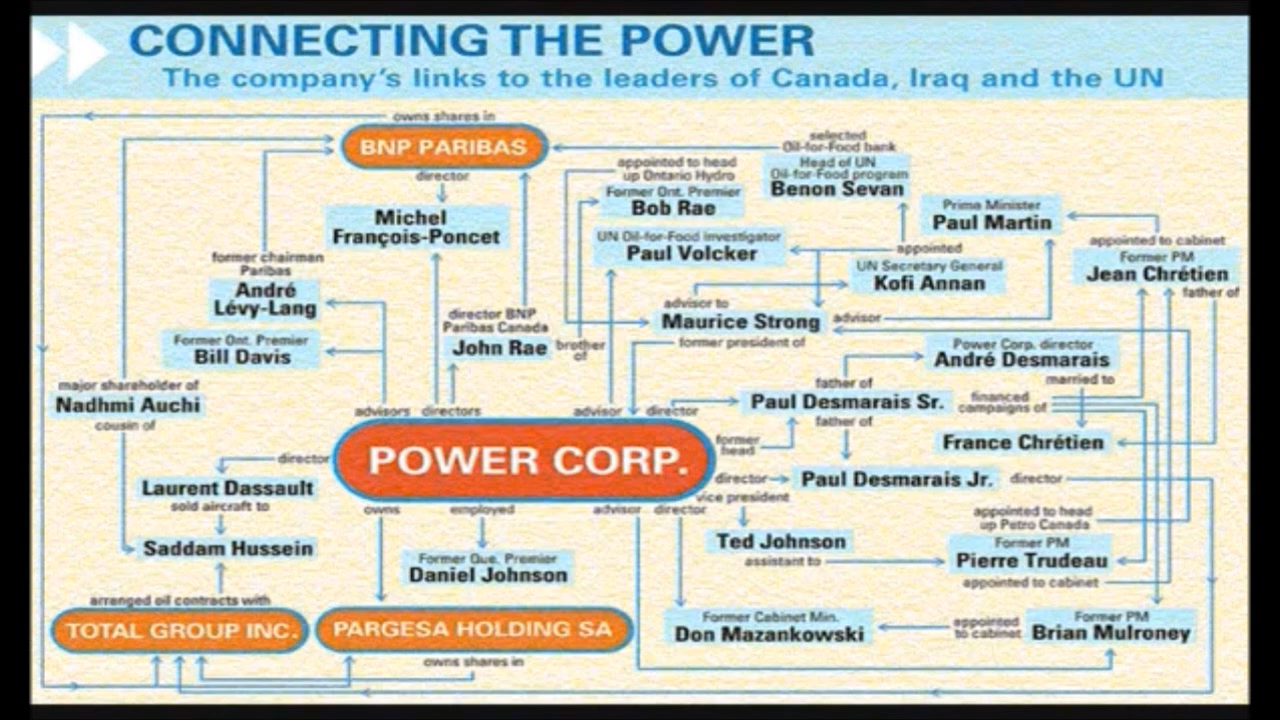 CONNECTING THE POWER
The company's links to the leaders of Canada, Iraq and the UN
owns shares in
BNP PARIBAS
director
Michel
François-Poncet
former chairman
Paribas
André
Lévy-Lang
Former Ont. Premier
Bill Davis
major shareholder of
Nadhmi Auchi
cousin of
director BNP
Paribas Canada
John Rae
brother
of
appointed to head
up Ontario Hydro
Former Ont. Premier
Bob Rae
selected
Oil-for-Food bank
Head of UN
Oil-for-Food program
Benon Sevan
UN Oil-for-Food Investigator
Paul Volcker
appointed
UN Secretary General
Kofi Annan
Prime Minister
Paul Martin
appointed to cabinet
Former PM
Jean Chrétien
father of
advisor to
Maurice Strong
advisor
former president of
Power Corp. director
André Desmarais
married to
father of
Paul Desmarais Sr.
father of
financed
campaigns of
France Chrétien
advisors
directors
advisor
director
POWER CORP.
former
head
director
Paul Desmarais Jr.
director
vice president
Ted Johnson
assistant to
appointed to head
up Petro Canada
Former PM
Pierre Trudeau
appointed to cabinet
director
Laurent Dassault
sold aircraft to
Saddam Hussein
arranged oil contracts with
TOTAL GROUP INC.
owns
employed
advisor
director
Former Que. Premier
Daniel Johnson
PARGESA HOLDING SA
owns shares in
Former Cabinet Min.
Don Mazankowski
appointed
to cabinet
Former PM
Brian Mulroney